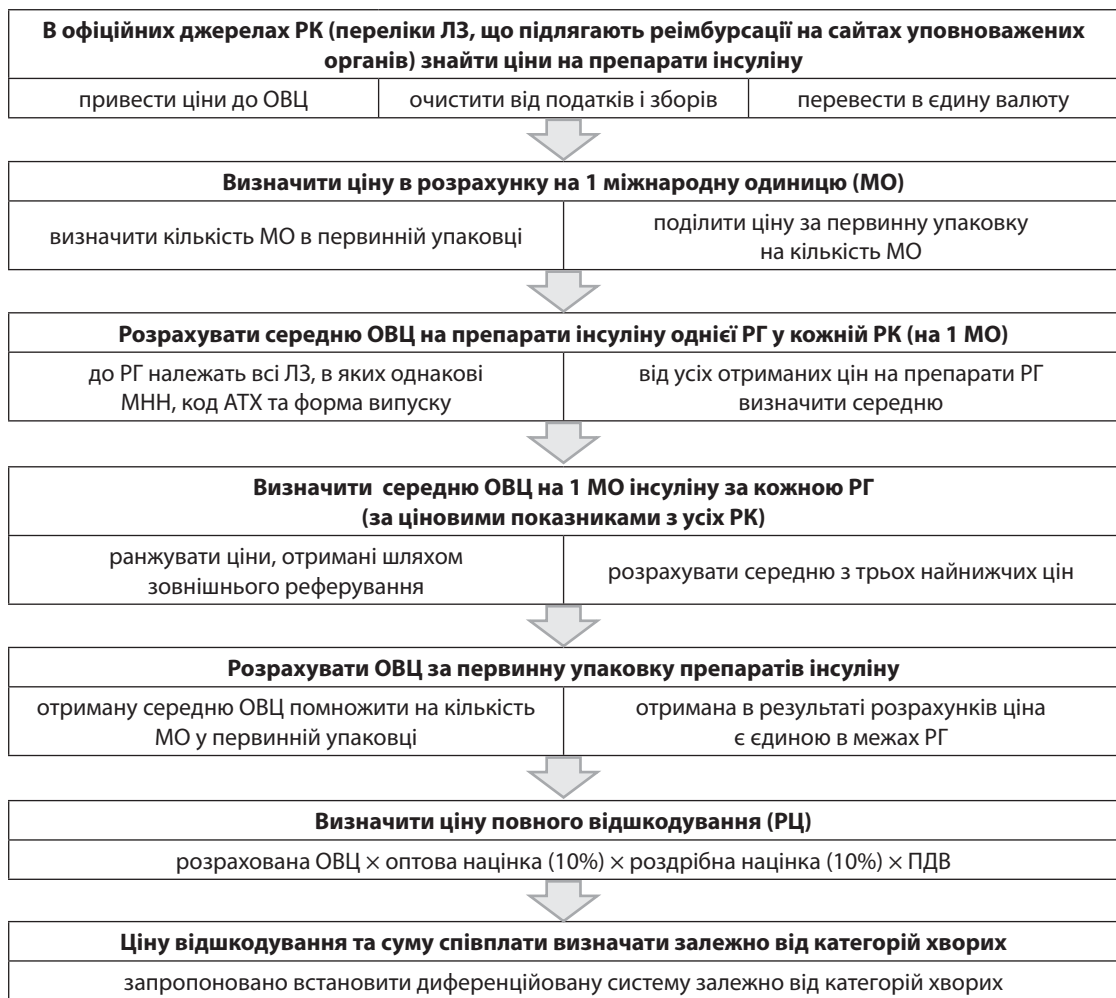 В офіційних джерелах РК (переліки ЛЗ, що підлягають реімбурсації на сайтах уповноважених
органів) знайти ціни на препарати інсуліну
привести ціни до ОВЦ
очистити від податків і зборів
перевести в єдину валюту
Визначити ціну в розрахунку на 1 міжнародну одиницю (МО)
визначити кількість МО в первинній упаковці
поділити ціну за первинну упаковку
на кількість МО
Розрахувати середню ОВЦ на препарати інсуліну однієї РГ у кожній РК (на 1 МО)
до РГ належать всі ЛЗ, в яких однакові
МНН, код АТХ та форма випуску
від усіх отриманих цін на препарати РГ
визначити середню
Визначити середню ОВЦ на 1 МО інсуліну за кожною РГ
(за ціновими показниками з усіх РК)
ранжувати ціни, отримані шляхом
зовнішнього реферування
розрахувати середню з трьох найнижчих цін
Розрахувати ОВЦ за первинну упаковку препаратів інсуліну
отриману середню ОВЦ помножити на кількість
МО у первинній упаковці
отримана в результаті розрахунків ціна
є єдиною в межах РГ
Визначити ціну повного відшкодування (РЦ)
розрахована ОВЦ × оптова націнка (10%) × роздрібна націнка (10%) × ПДВ
Ціну відшкодування та суму співплати визначати залежно від категорій хворих
запропоновано встановити диференційовану систему залежно від категорій хворих